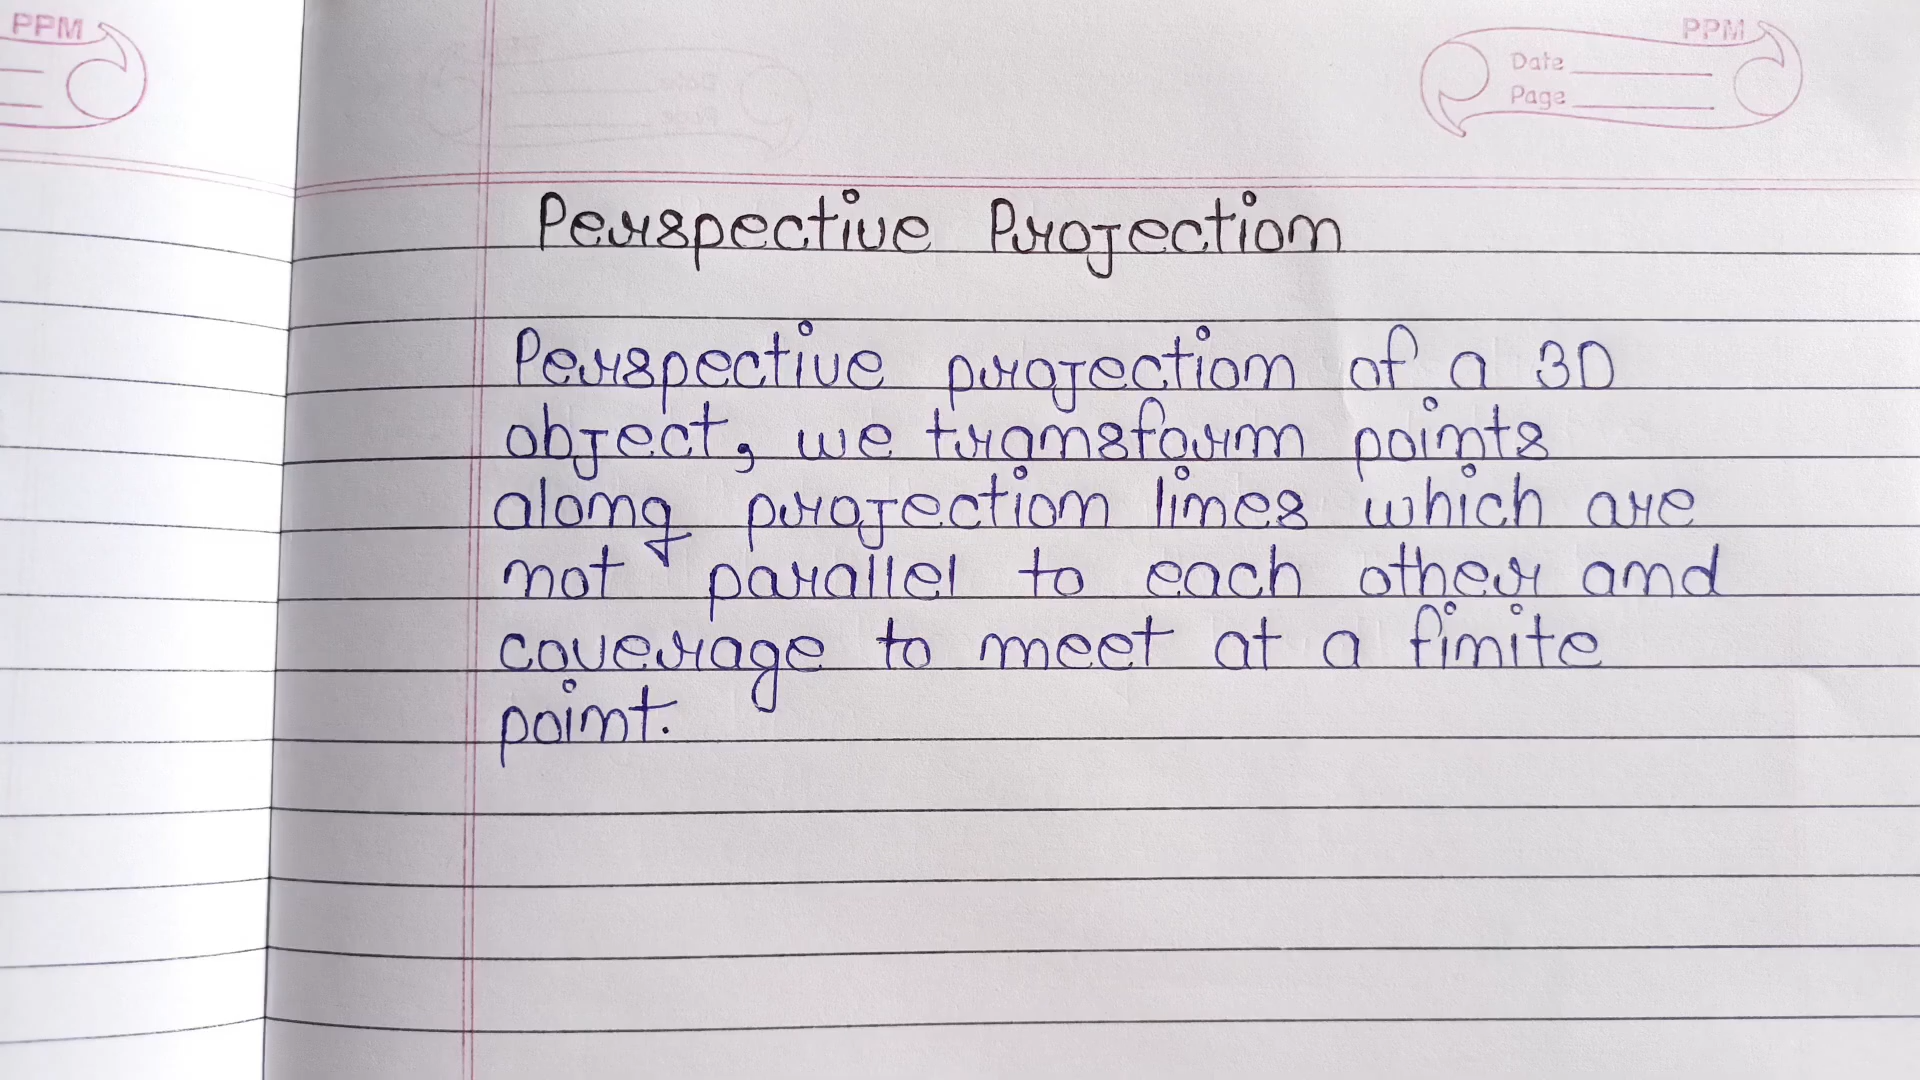 PPM
PPM
Date
Page
Perspective Projection
Perspective projection of a 3D
object, we transform points
along projection lines which are
not parallel to each other and
coverage to meet at a finite
point.